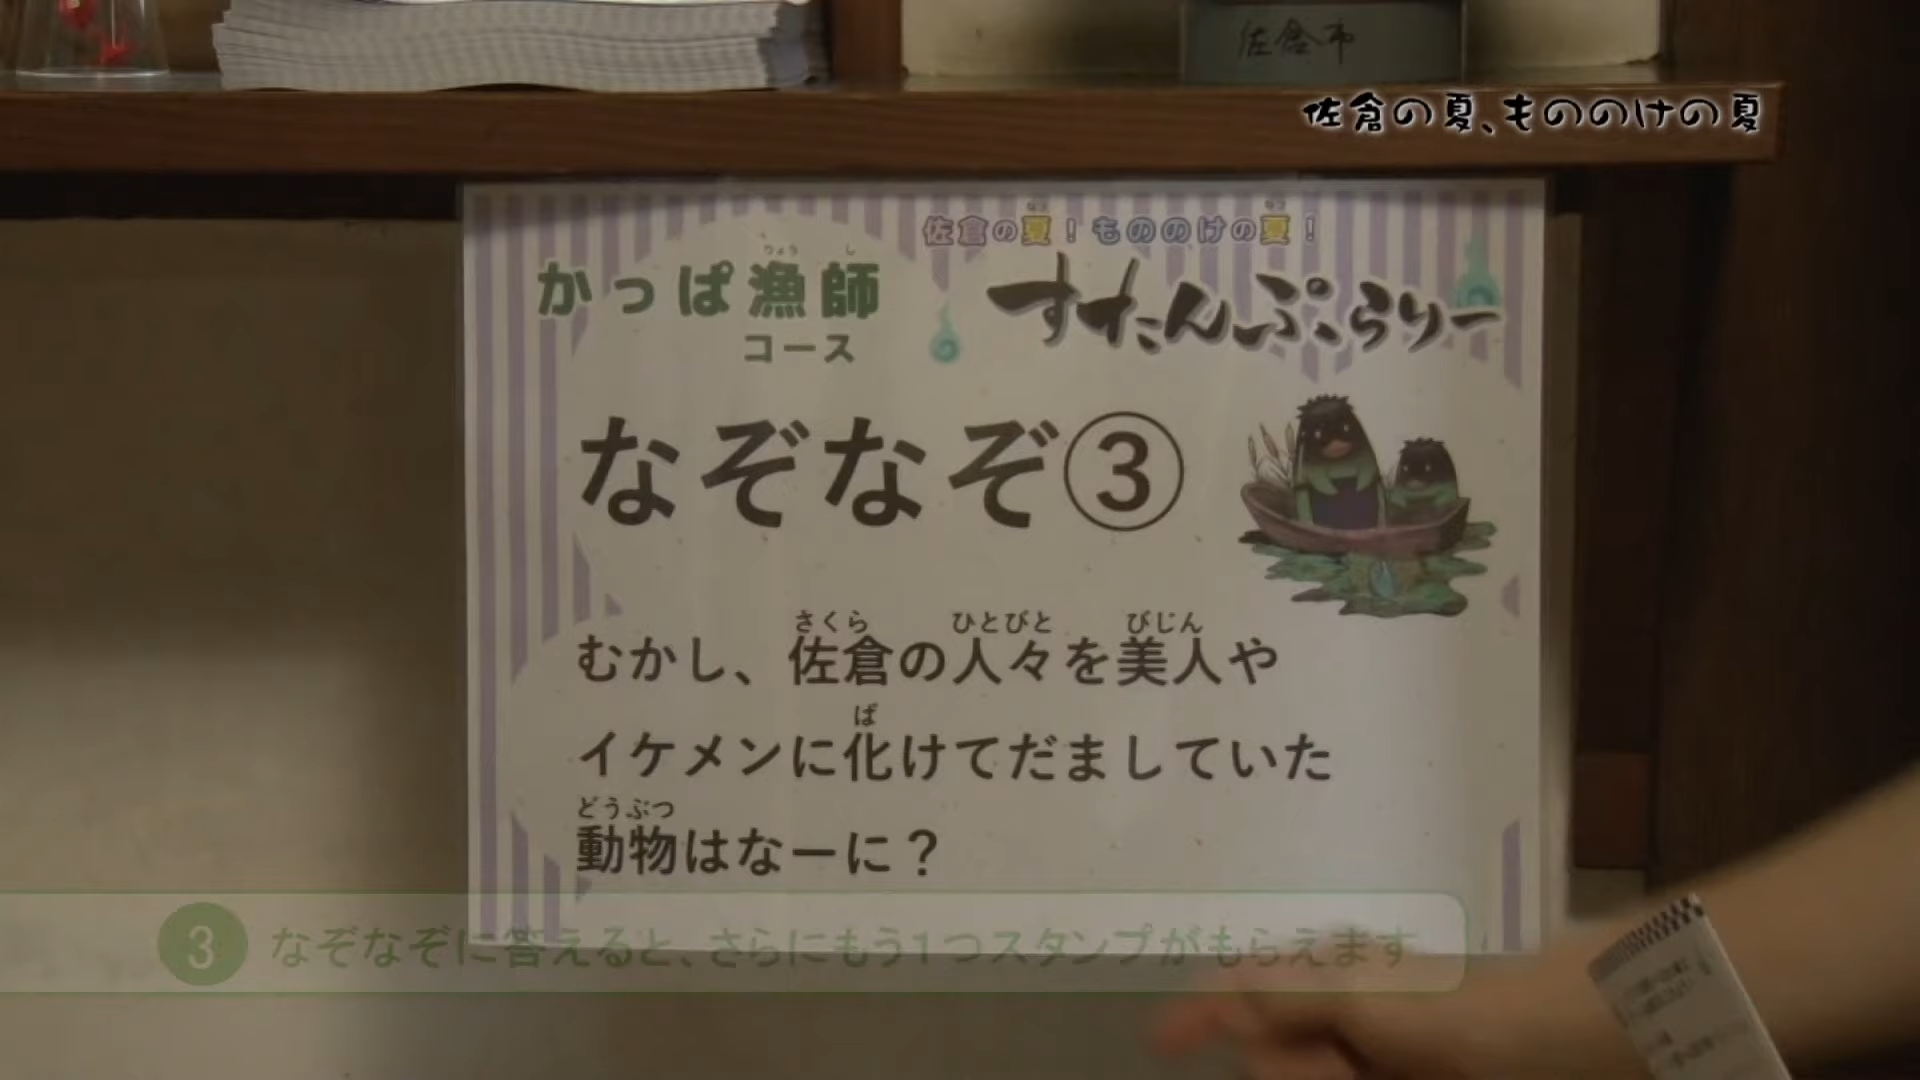 佐倉市
佐倉の夏、もののけの夏
佐倉の夏！もののけの夏！
かっぱ漁師
コース
すたんぷらりー
なぞなぞ③
むかし、佐倉の人々を美人や
イケメンに化けてだましていた
動物はなーに？
3 なぞなぞに答えると、さらにもう1つスタンプがもらえます